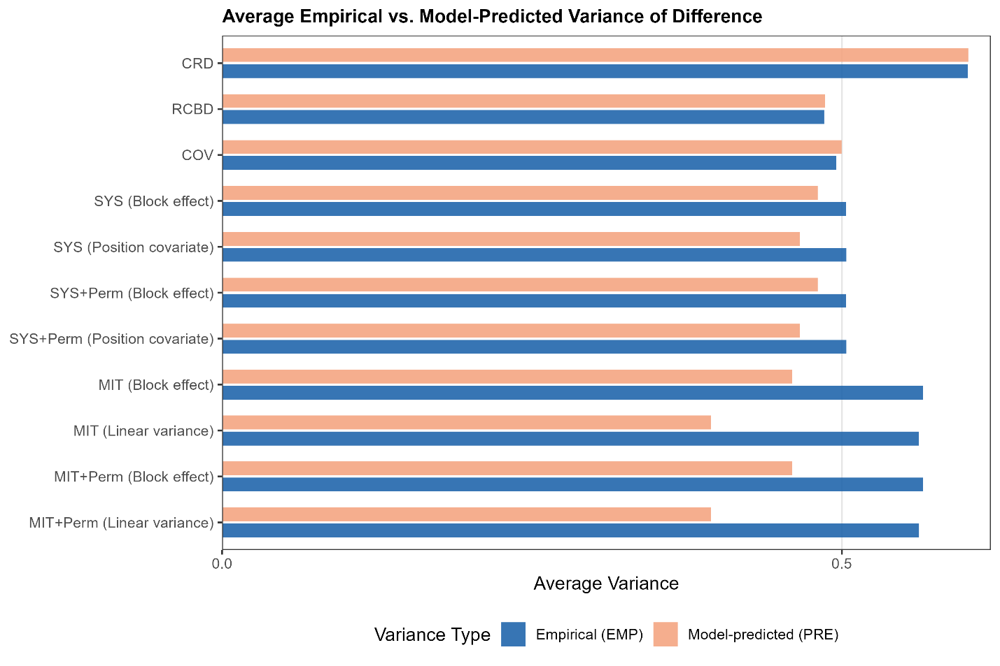 Average Empirical vs. Model-Predicted Variance of Difference
CRD
RCBD
COV
SYS (Block effect)
SYS (Position covariate)
SYS+Perm (Block effect)
SYS+Perm (Position covariate)
MIT (Block effect)
MIT (Linear variance)
MIT+Perm (Block effect)
MIT+Perm (Linear variance)
0.0 0.5
Average Variance
Variance Type Empirical (EMP) Model-predicted (PRE)